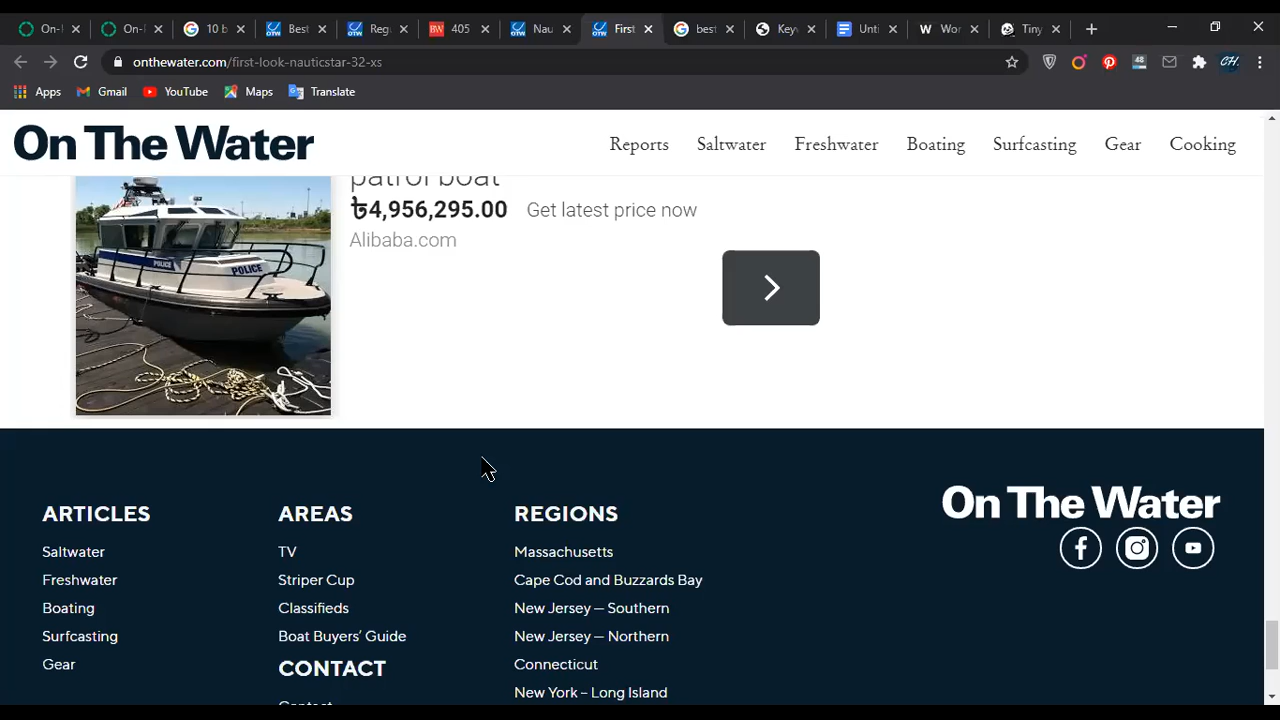 On-
On-
10 b
Best
Reg
405
Nau
First
best
Key
Unti
Wor
Tiny
onthewater.com/first-look-nauticstar-32-xs
48
CH
Apps
Gmail
YouTube
Maps
Translate
On The Water
Reports
Saltwater
Freshwater
Boating
Surfcasting
Gear
Cooking
patrol boat
৳4,956,295.00 Get latest price now
Alibaba.com
POLICE
POLICE
ARTICLES
Saltwater
Freshwater
Boating
Surfcasting
Gear
AREAS
TV
Striper Cup
Classifieds
Boat Buyers’ Guide
CONTACT
Contact
REGIONS
Massachusetts
Cape Cod and Buzzards Bay
New Jersey – Southern
New Jersey – Northern
Connecticut
New York – Long Island
On The Water